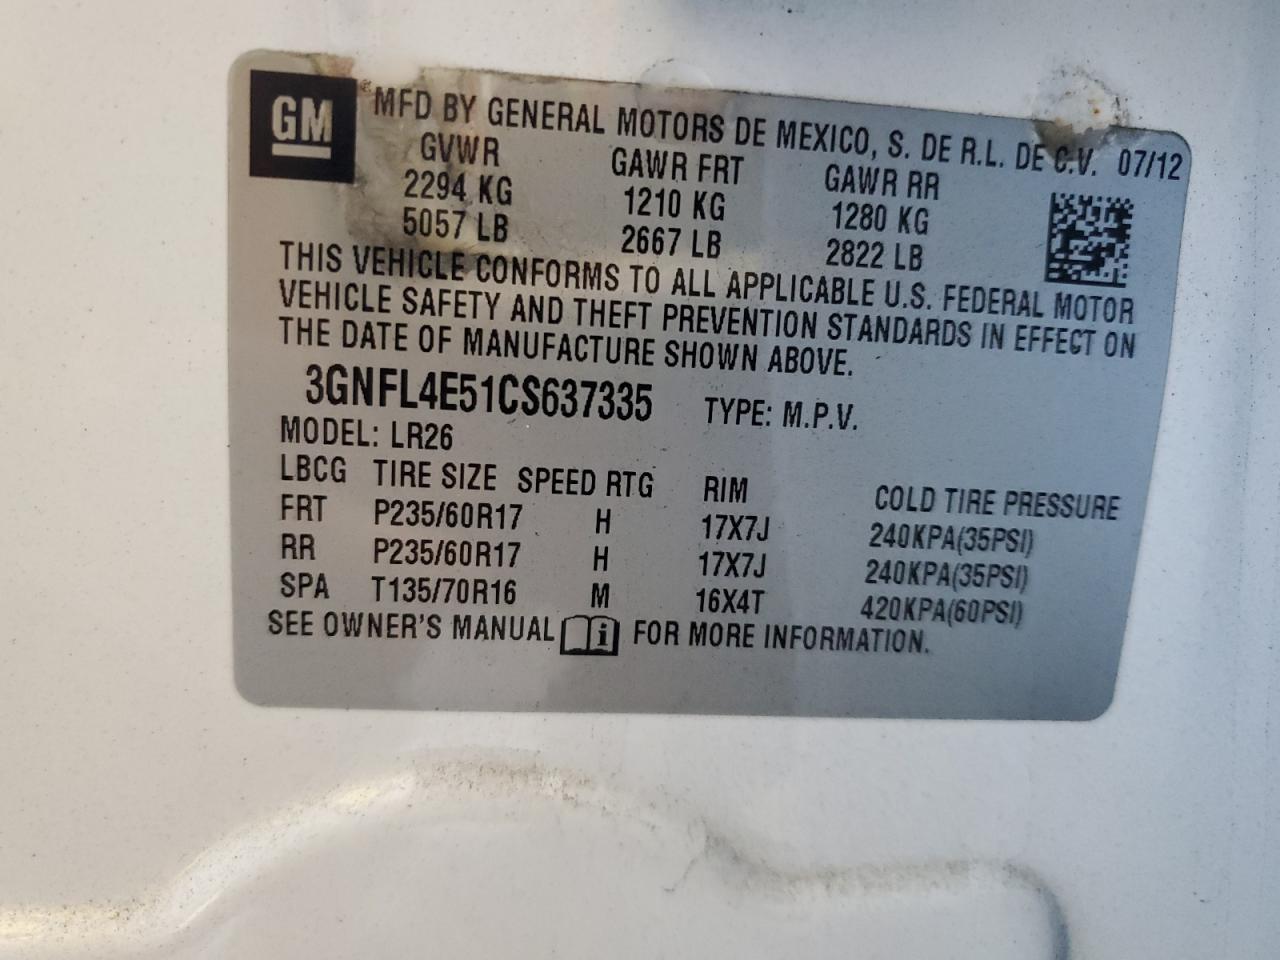 GM
® MFD BY GENERAL MOTORS DE MEXICO, S. DE R.L. DE C.V. 07/12
GVWR GAWR FRT GAWR RR
2294 KG 1210 KG 1280 KG
5057 LB 2667 LB 2822 LB
THIS VEHICLE CONFORMS TO ALL APPLICABLE U.S. FEDERAL MOTOR
VEHICLE SAFETY AND THEFT PREVENTION STANDARDS IN EFFECT ON
THE DATE OF MANUFACTURE SHOWN ABOVE.
3GNFL4E51CS637335 TYPE: M.P.V.
MODEL: LR26
LBCG TIRE SIZE SPEED RTG RIM COLD TIRE PRESSURE
FRT P235/60R17 H 17X7J 240KPA(35PSI)
RR P235/60R17 H 17X7J 240KPA(35PSI)
SPA T135/70R16 M 16X4T 420KPA(60PSI)
SEE OWNER'S MANUAL i FOR MORE INFORMATION.